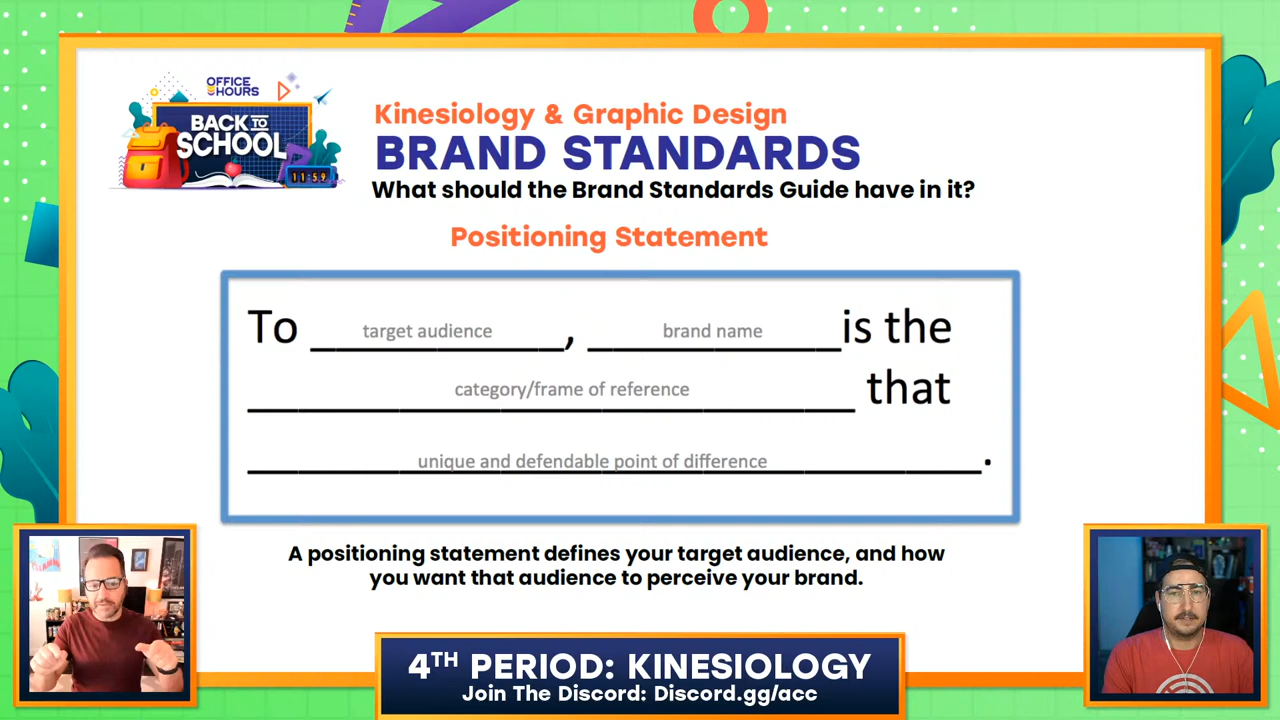 OFFICE
HOURS
BACK TO
SCHOOL
11:59
Kinesiology & Graphic Design
BRAND STANDARDS
What should the Brand Standards Guide have in it?
Positioning Statement
To target audience, brand name is the
category/frame of reference that
unique and defendable point of difference.
A positioning statement defines your target audience, and how
you want that audience to perceive your brand.
4TH PERIOD: KINESIOLOGY
Join The Discord: Discord.gg/acc